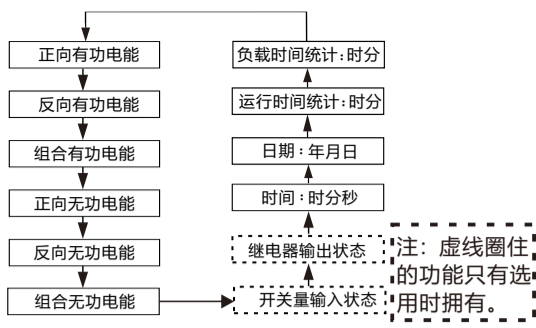 正向有功电能
反向有功电能
组合有功电能
正向无功电能
反向无功电能
组合无功电能
负载时间统计:时分
运行时间统计:时分
日期:年月日
时间:时分秒
继电器输出状态
开关量输入状态
注：虚线圈住
的功能只有选
用时拥有。